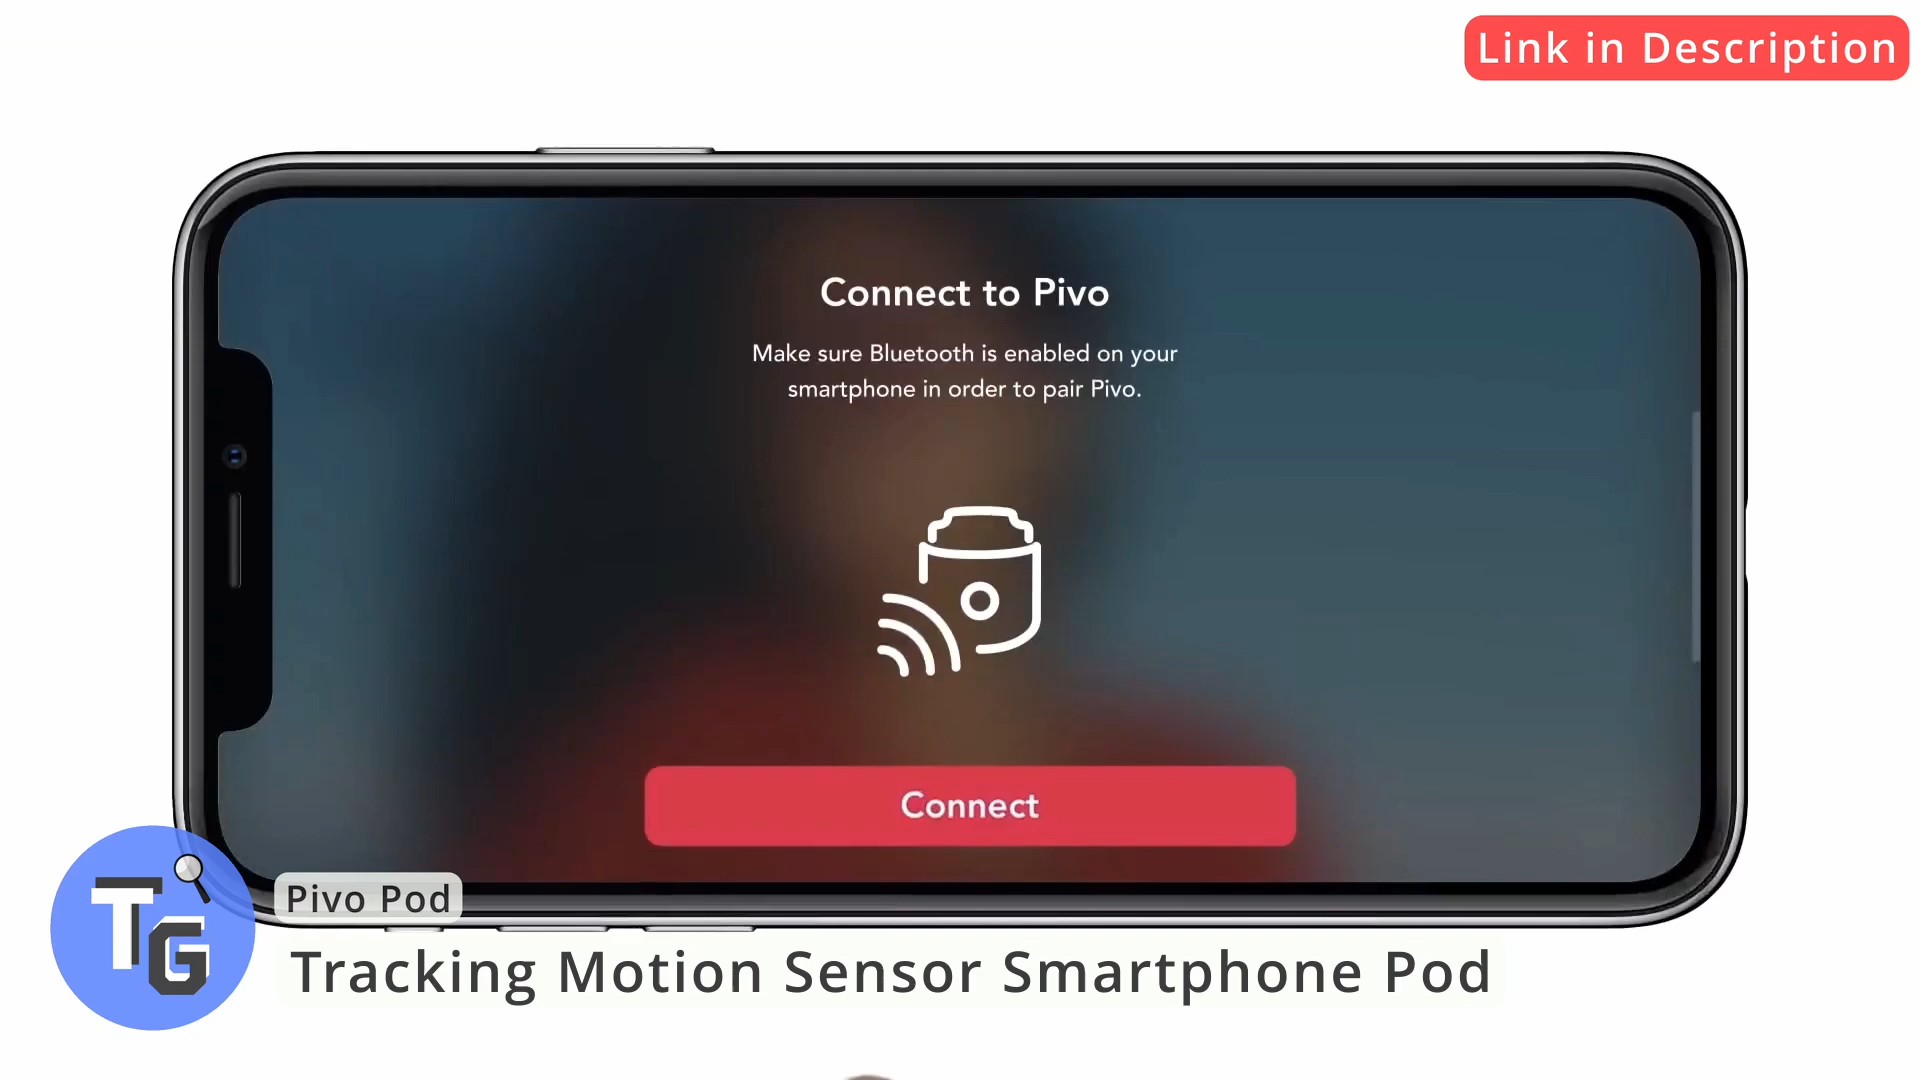 Link in Description
Connect to Pivo
Make sure Bluetooth is enabled on your
smartphone in order to pair Pivo.
Connect
TG
Pivo Pod
Tracking Motion Sensor Smartphone Pod